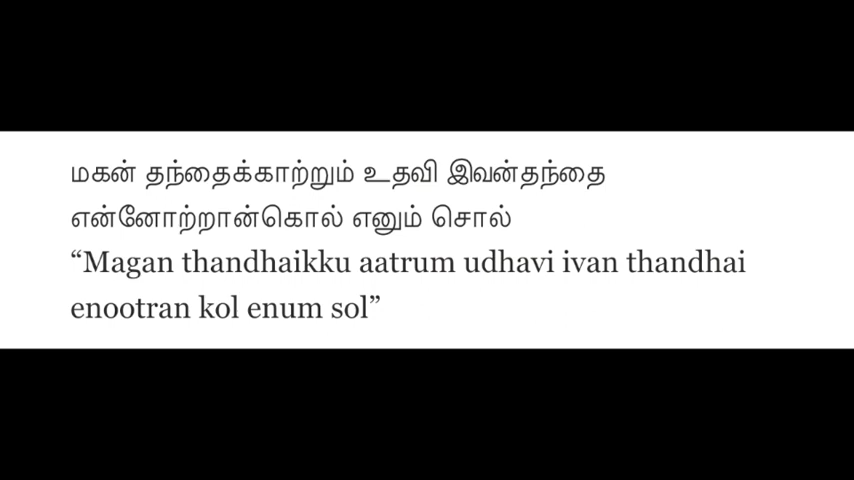 மகன் தந்தைக்காற்றும் உதவி இவன்தந்தை
என்னோற்றான்கொல் எனும் சொல்
“Magan thandhaikku aatrum udhavi ivan thandhai
enootran kol enum sol”